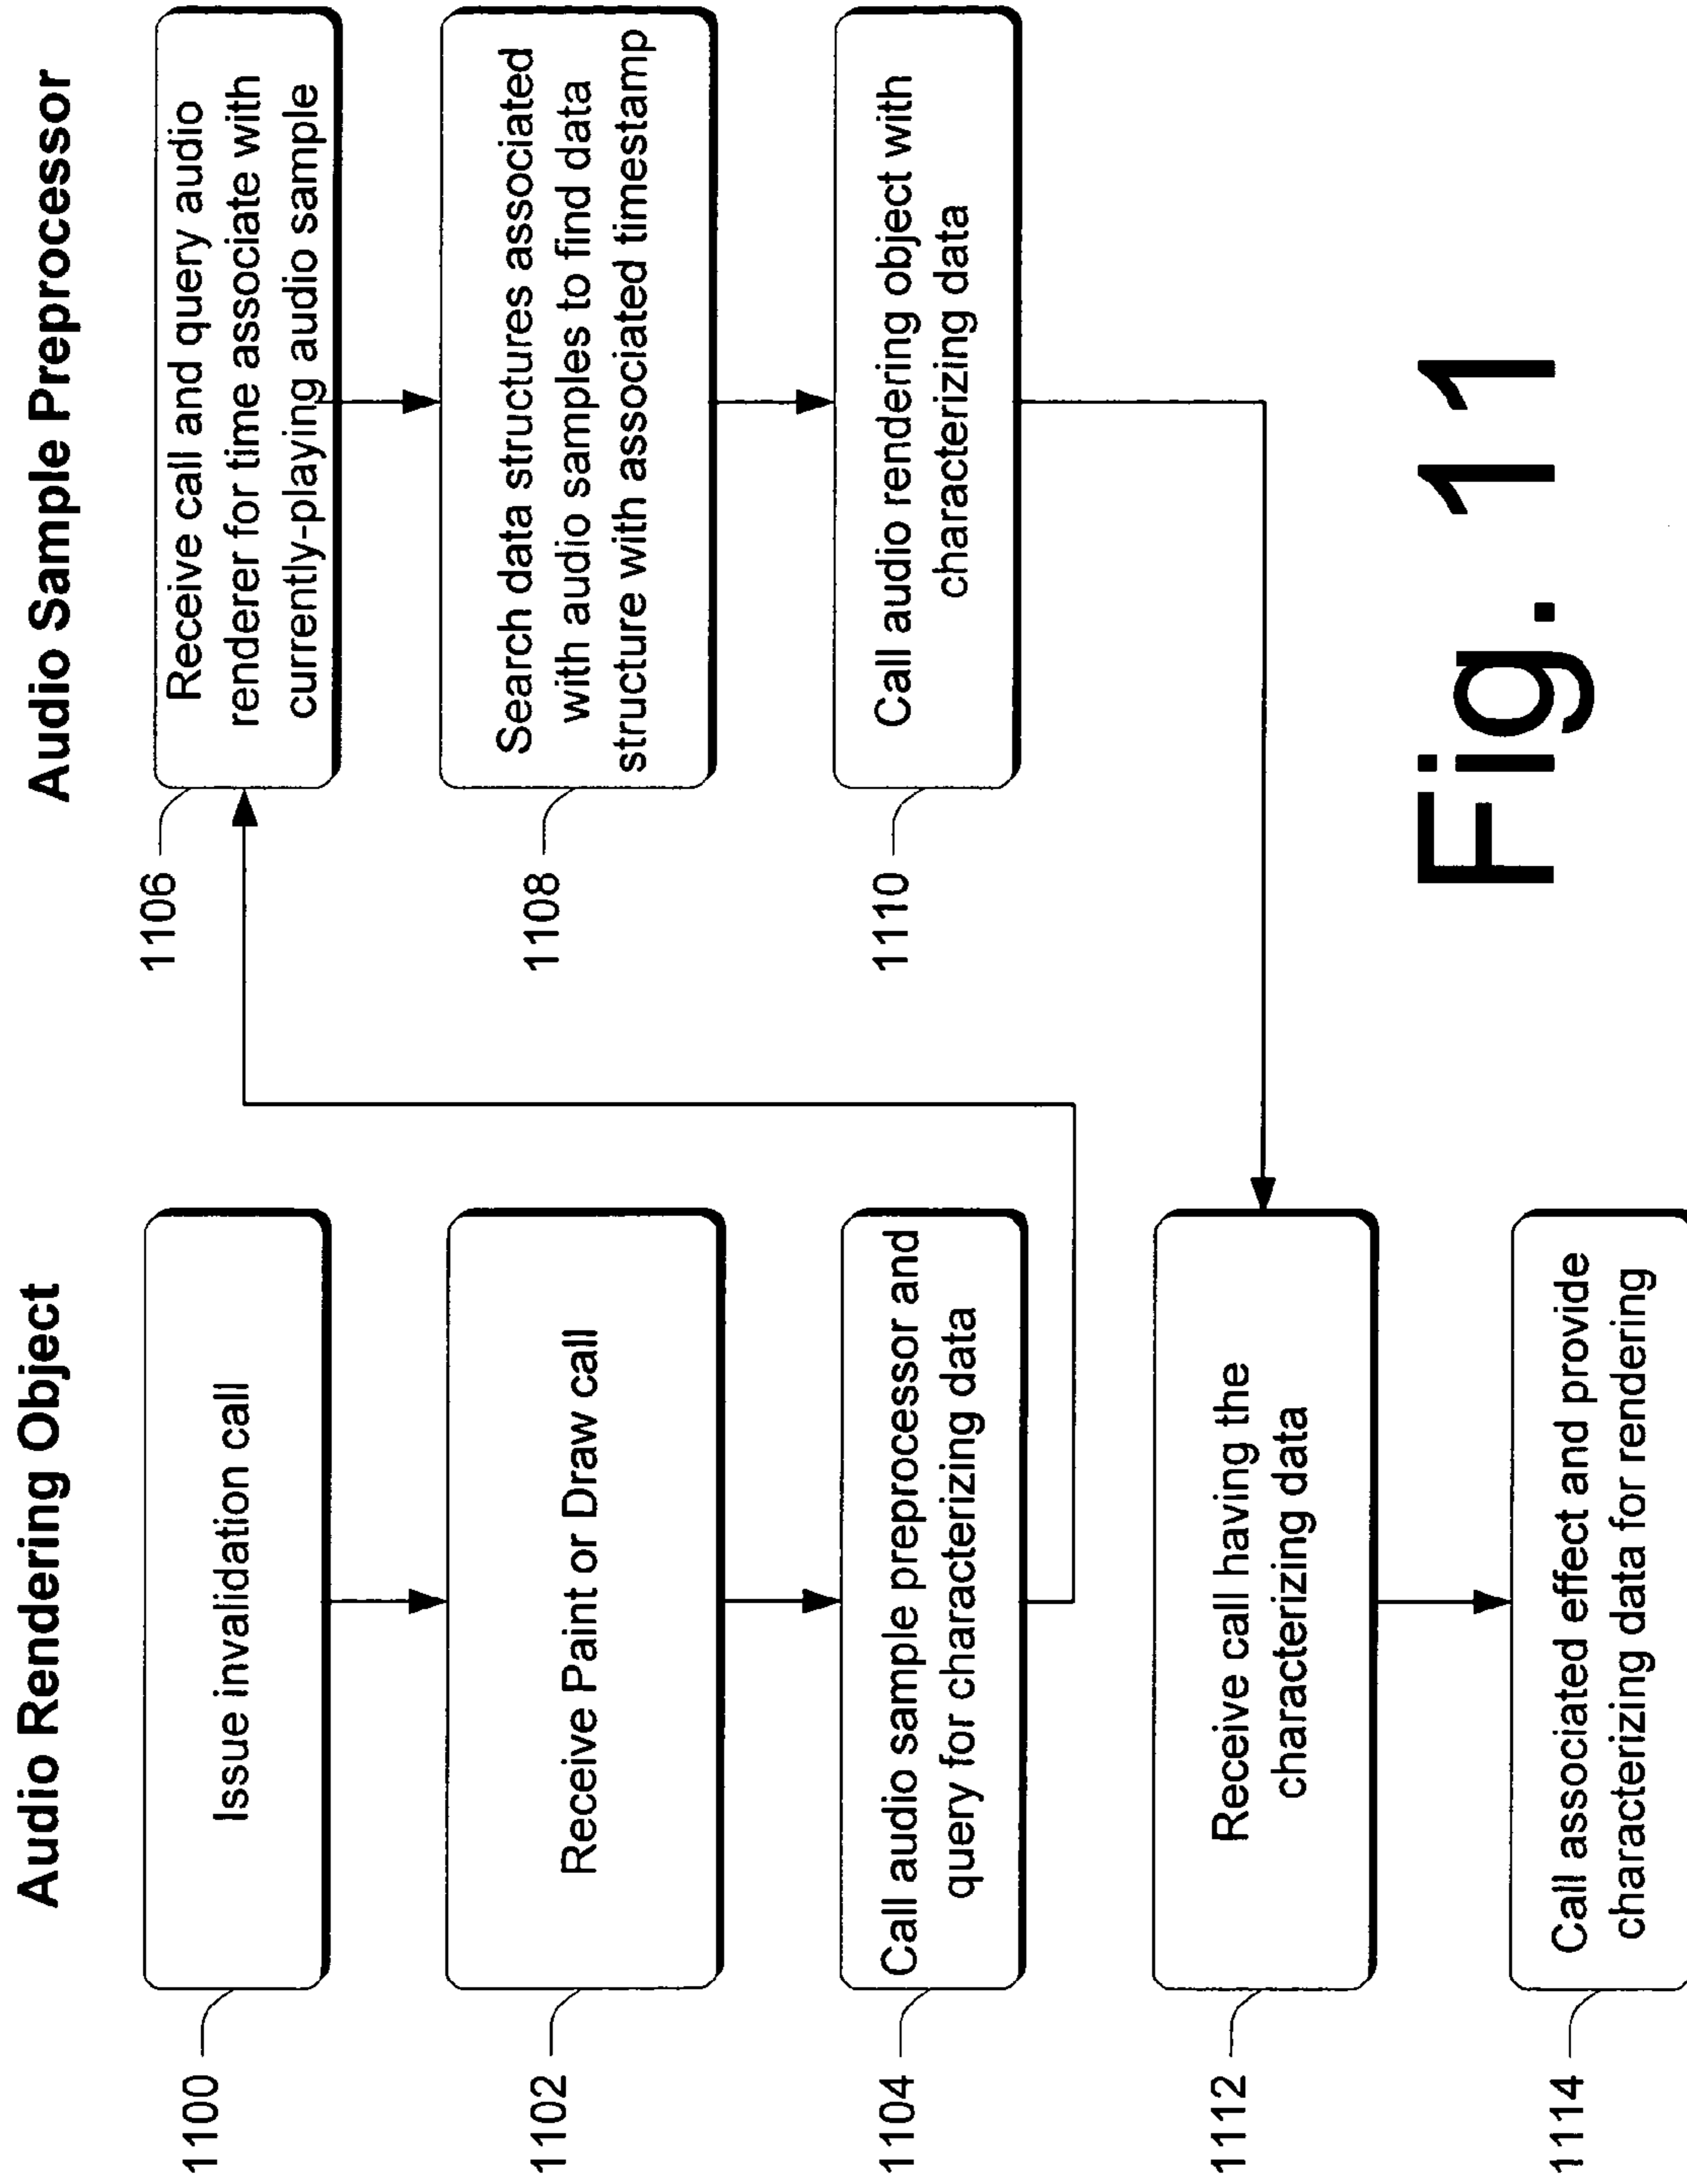 Audio Rendering Object
1100
Issue invalidation call
1102
Receive Paint or Draw call
1104
Call audio sample preprocessor and
query for characterizing data
1112
Receive call having the
characterizing data
1114
Call associated effect and provide
characterizing data for rendering
Audio Sample Preprocessor
1106
Receive call and query audio
renderer for time associate with
currently-playing audio sample
1108
Search data structures associated
with audio samples to find data
structure with associated timestamp
1110
Call audio rendering object with
characterizing data
Fig. 11